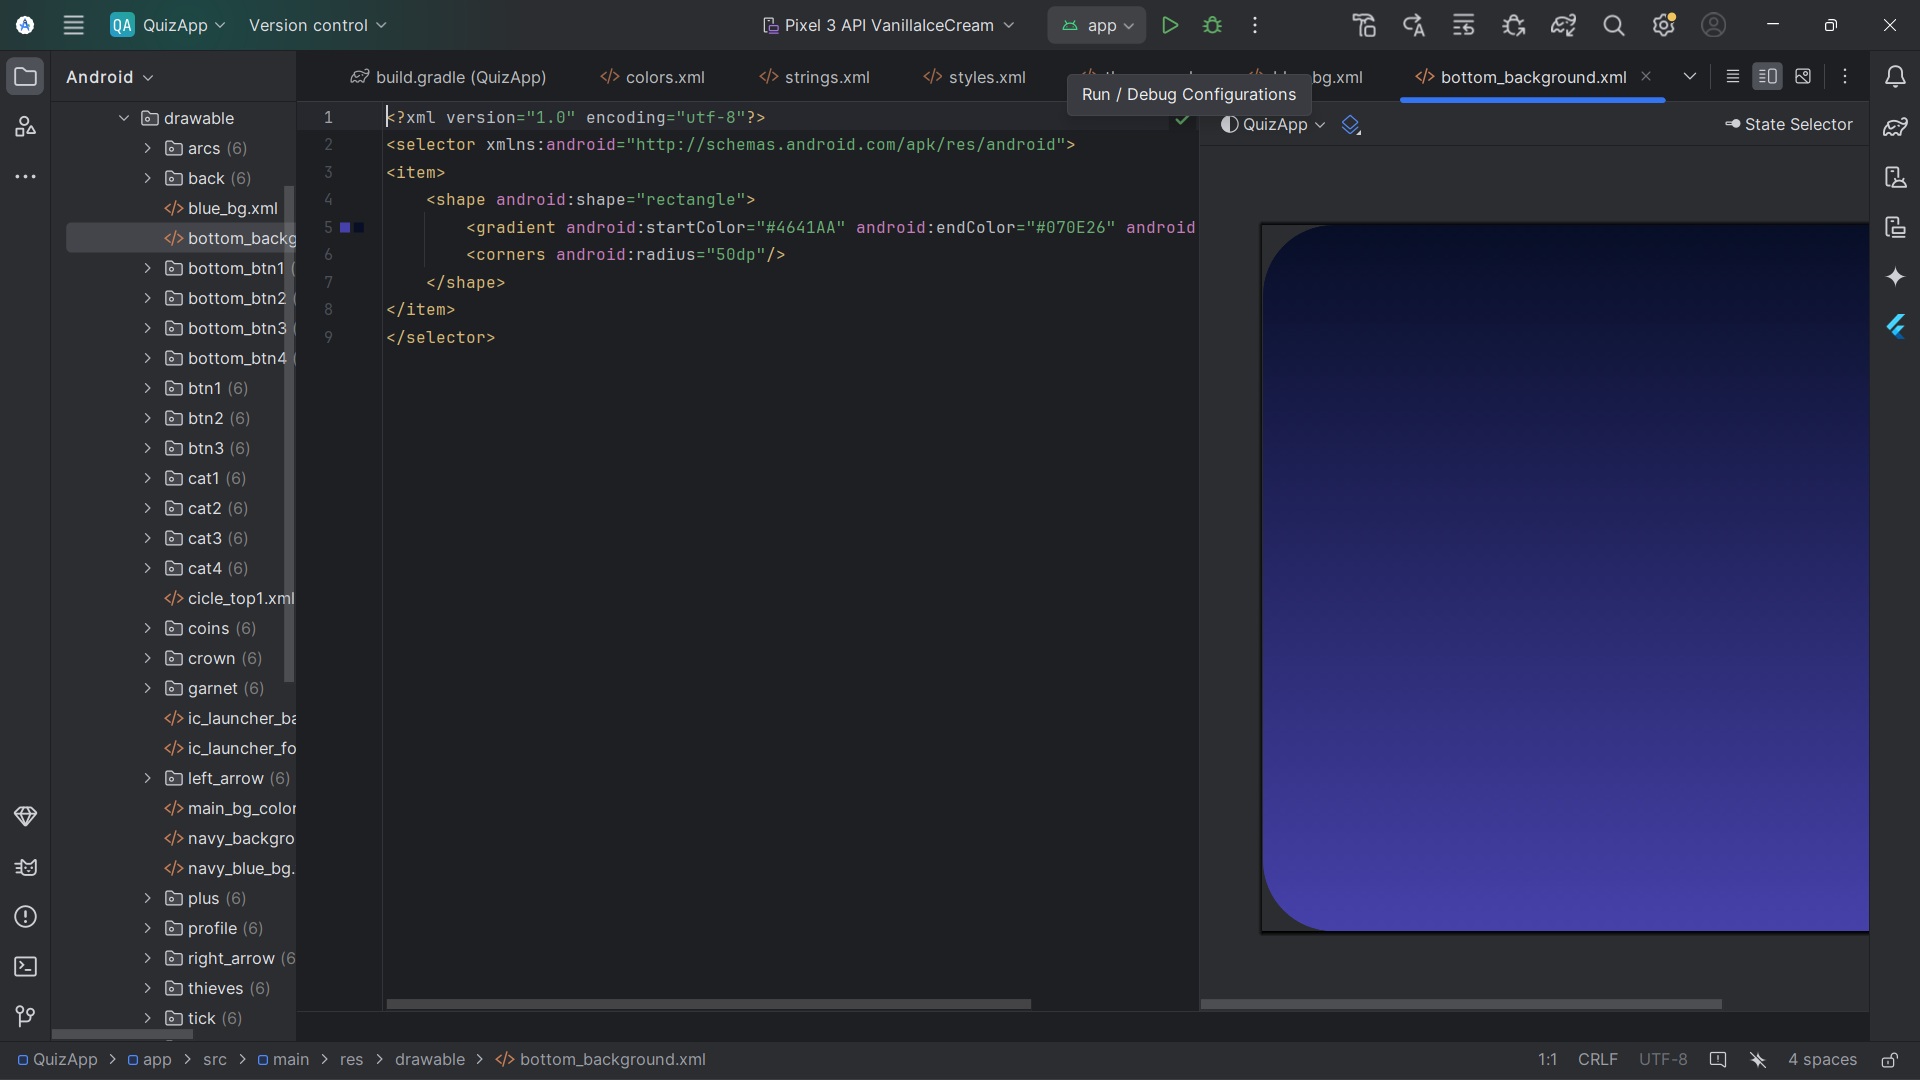 QA QuizApp Version control Pixel 3 API VanillaIceCream app
Android
build.gradle (QuizApp) colors.xml strings.xml styles.xml bg.xml bottom_background.xml
Run / Debug Configurations
QuizApp State Selector
drawable
arcs (6)
back (6)
blue_bg.xml
bottom_backg
bottom_btn1 (
bottom_btn2 (
bottom_btn3 (
bottom_btn4 (
btn1 (6)
btn2 (6)
btn3 (6)
cat1 (6)
cat2 (6)
cat3 (6)
cat4 (6)
cicle_top1.xml
coins (6)
crown (6)
garnet (6)
ic_launcher_ba
ic_launcher_fo
left_arrow (6)
main_bg_color
navy_backgro
navy_blue_bg.
plus (6)
profile (6)
right_arrow (6
thieves (6)
tick (6)
1 <?xml version="1.0" encoding="utf-8"?>
2 <selector xmlns:android="http://schemas.android.com/apk/res/android">
3 <item>
4 <shape android:shape="rectangle">
5 <gradient android:startColor="#4641AA" android:endColor="#070E26" android
6 <corners android:radius="50dp"/>
7 </shape>
8 </item>
9 </selector>
QuizApp > app > src > main > res > drawable > bottom_background.xml
1:1 CRLF UTF-8 4 spaces